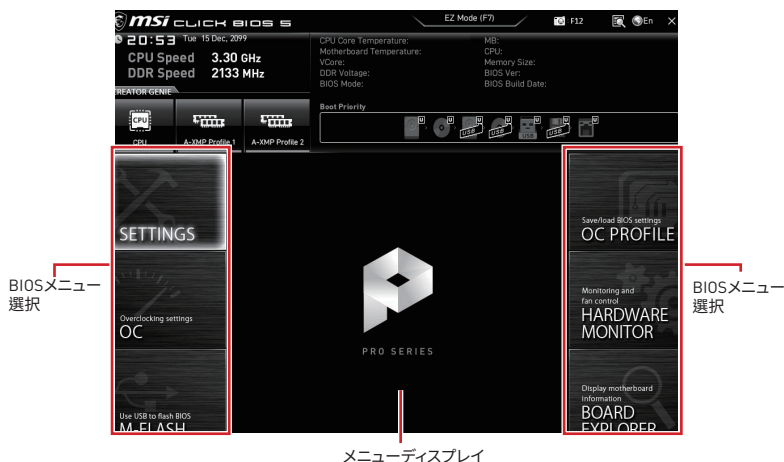 msi CLICK BIOS 5
EZ Mode (F7)
F12
En
X
20:53 Tue 15 Dec, 2099
CPU Speed 3.30 GHz
DDR Speed 2133 MHz
CPU Core Temperature:
Motherboard Temperature:
VCore:
DDR Voltage:
BIOS Mode:
MB:
CPU:
Memory Size:
BIOS Ver:
BIOS Build Date:
CREATOR GENIE
CPU
CPU
A-XMP Profile 1
A-XMP Profile 2
Boot Priority
U
U
U
U
U
U
U
USB
USB
USB
USB
SETTINGS
Overclocking settings
OC
Use USB to flash BIOS
M-FLASH
PRO SERIES
Save/load BIOS settings
OC PROFILE
Monitoring and
fan control
HARDWARE
MONITOR
Display motherboard
information
BOARD
EXPLORER
BIOSメニュー
選択
BIOSメニュー
選択
メニューディスプレイ